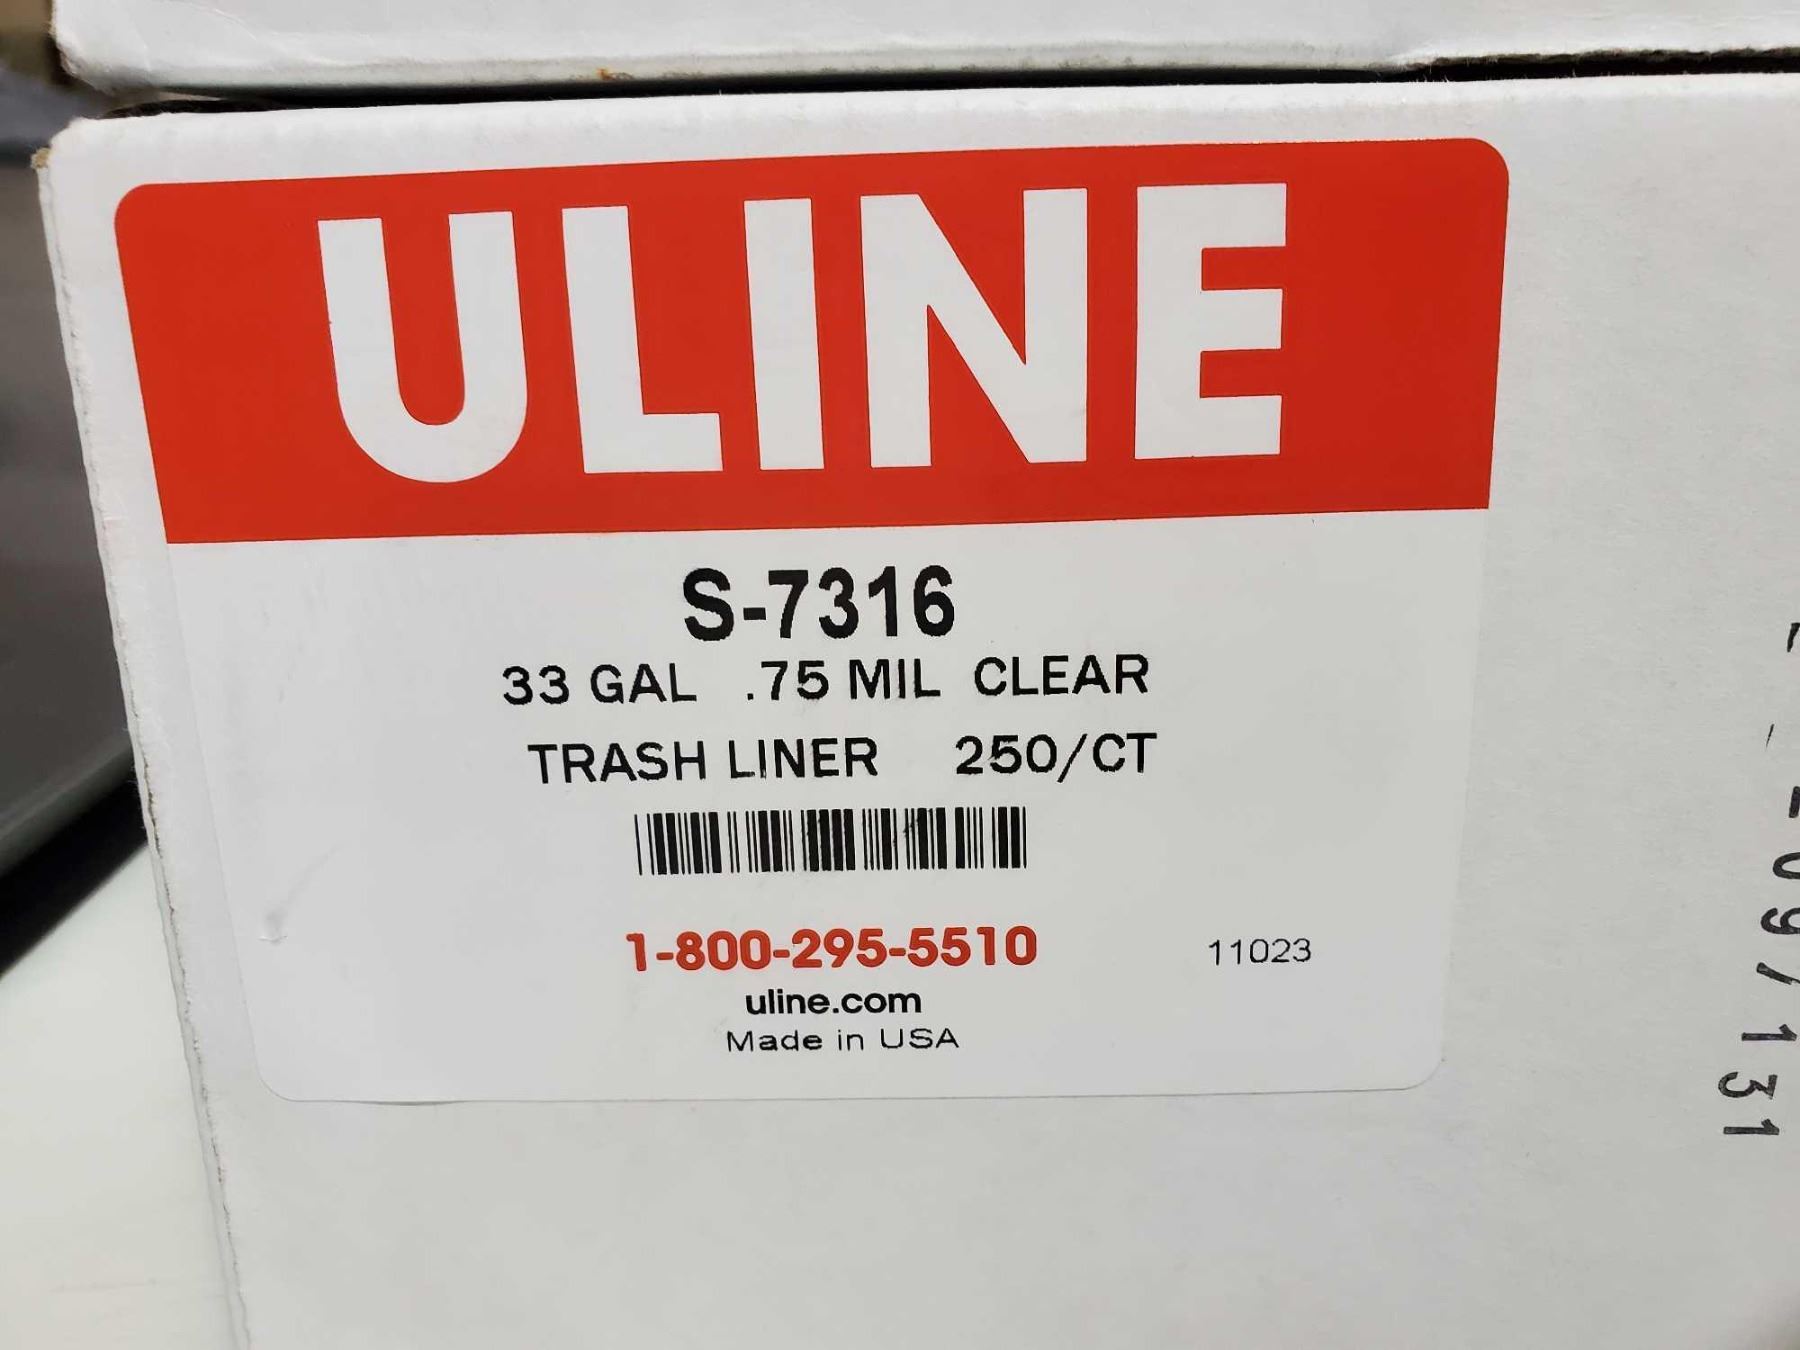 ULINE
S-7316
33 GAL .75 MIL CLEAR
TRASH LINER 250/CT
1-800-295-5510
11023
uline.com
Made in USA